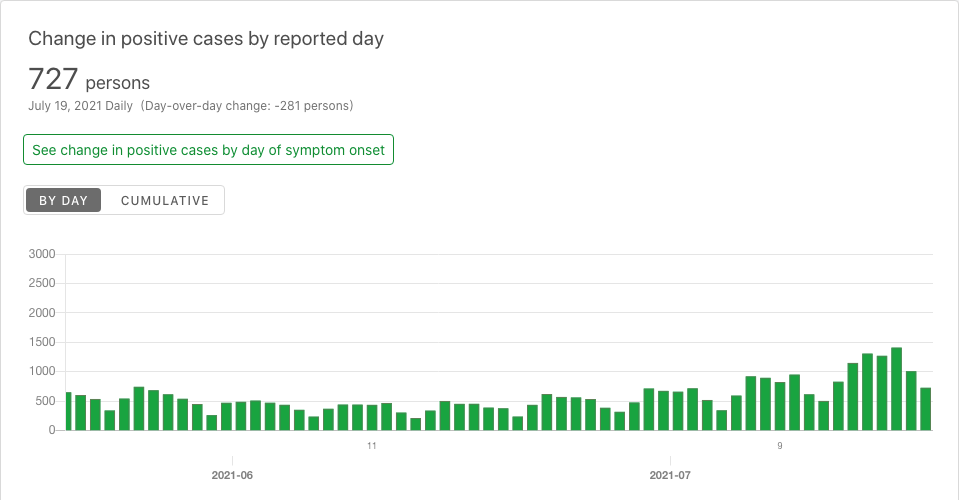 Change in positive cases by reported day
727 persons
July 19, 2021 Daily (Day-over-day change: -281 persons)
See change in positive cases by day of symptom onset
BY DAY CUMULATIVE
3000
2500
2000
1500
1000
500
0
11 9
2021-06 2021-07